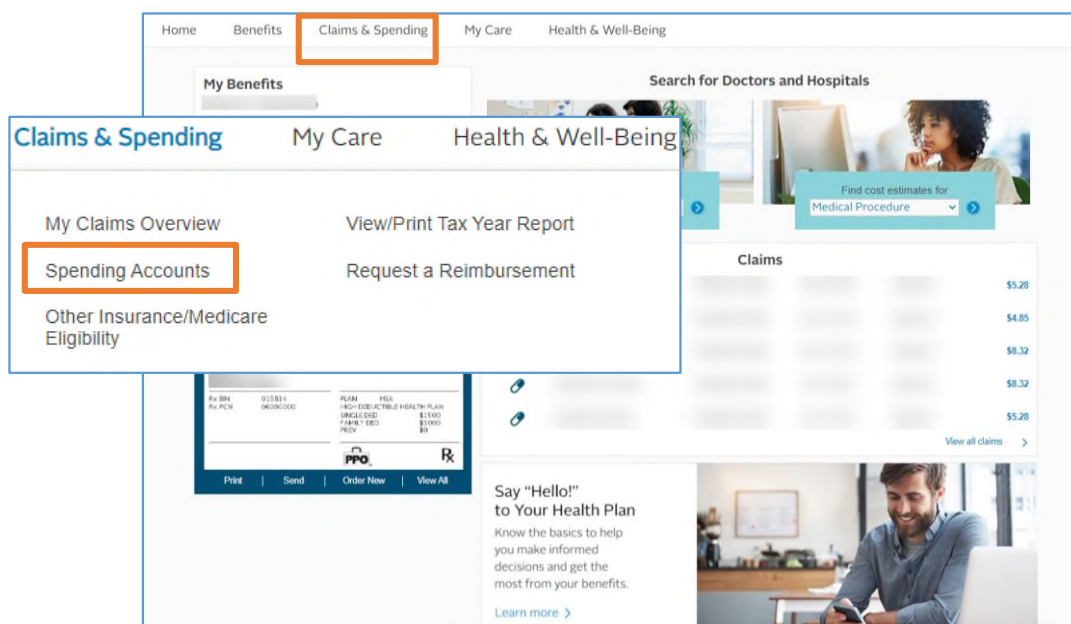 Home Benefits Claims & Spending My Care Health & Well-Being
My Benefits
Search for Doctors and Hospitals
Claims & Spending My Care Health & Well-Being
My Claims Overview View/Print Tax Year Report
Spending Accounts Request a Reimbursement
Other Insurance/Medicare
Eligibility
Find cost estimates for
Medical Procedure
Claims
$5.28
$4.85
$8.32
$8.32
$5.28
View all claims
Rx BIN 015814 PLAN HSA
Rx PCN 06090000 HIGH DEDUCTIBLE HEALTH PLAN
SINGLE DED $1500
FAMILY DED $3000
PREV $0
PPO Rx
Print | Send | Order New | View All
Say “Hello!”
to Your Health Plan
Know the basics to help
you make informed
decisions and get the
most from your benefits.
Learn more